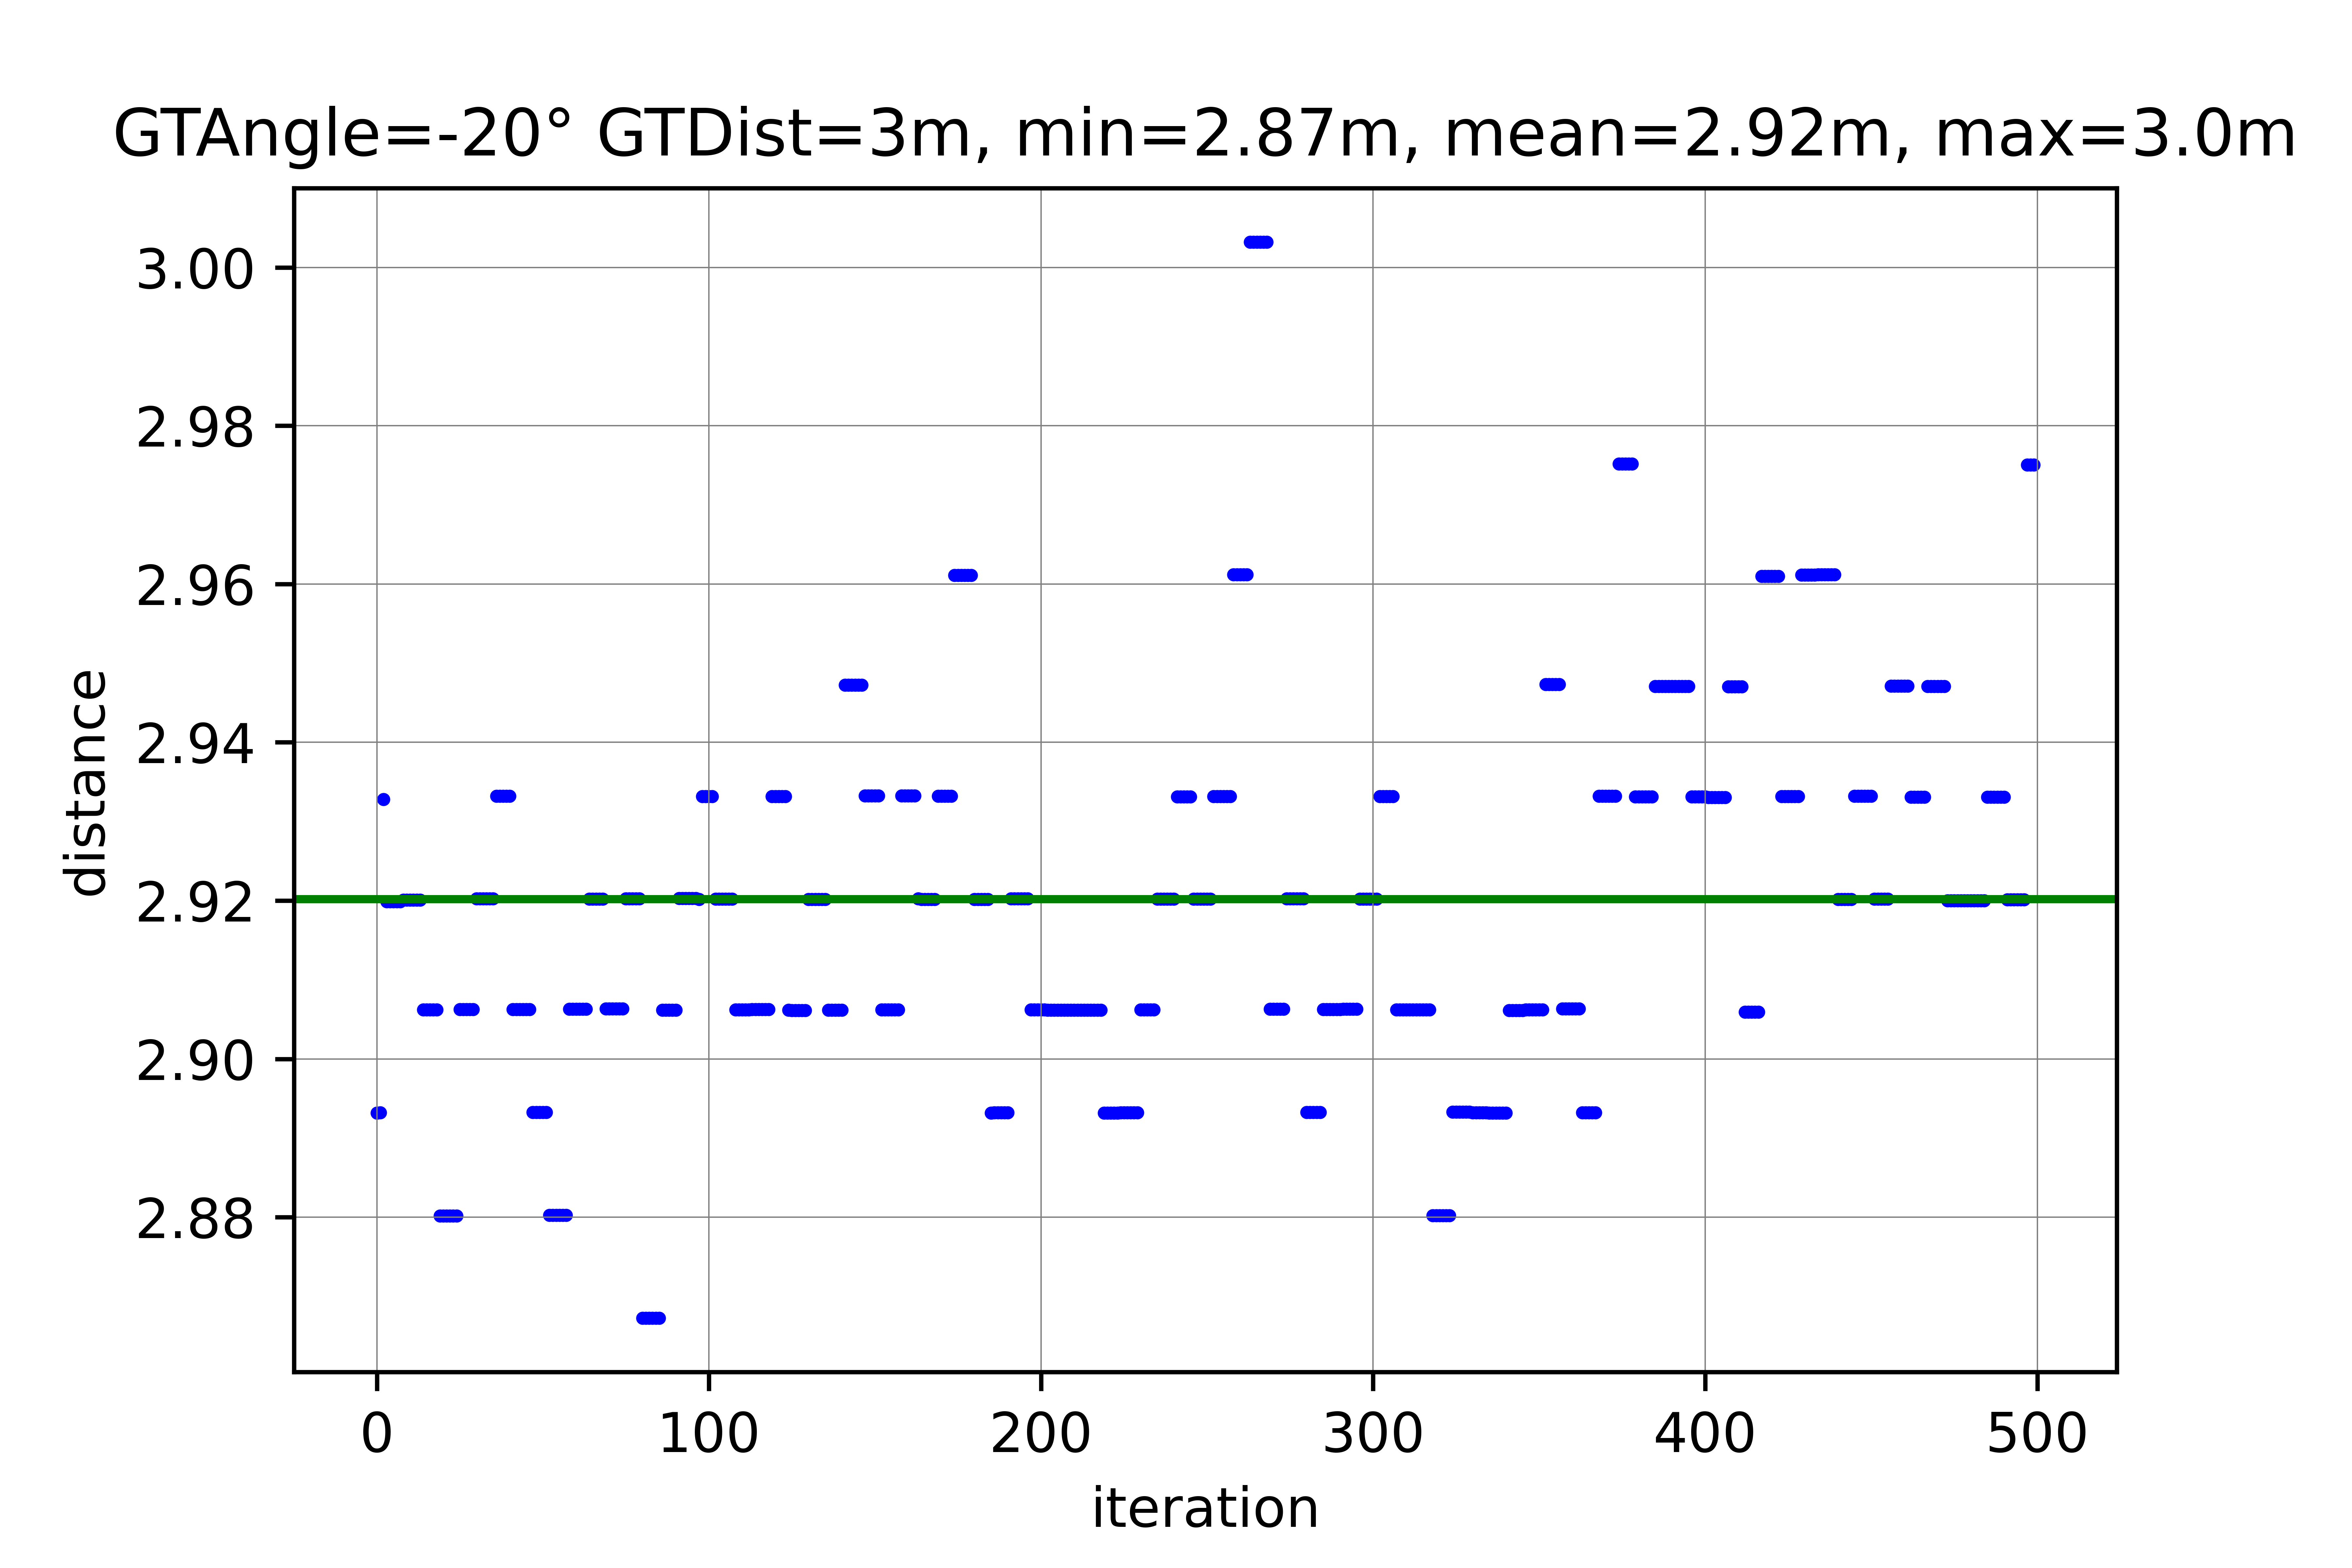 GTAngle=-20° GTDist=3m, min=2.87m, mean=2.92m, max=3.0m
3.00
2.98
2.96
2.94
2.92
2.90
2.88
distance
0 100 200 300 400 500
iteration